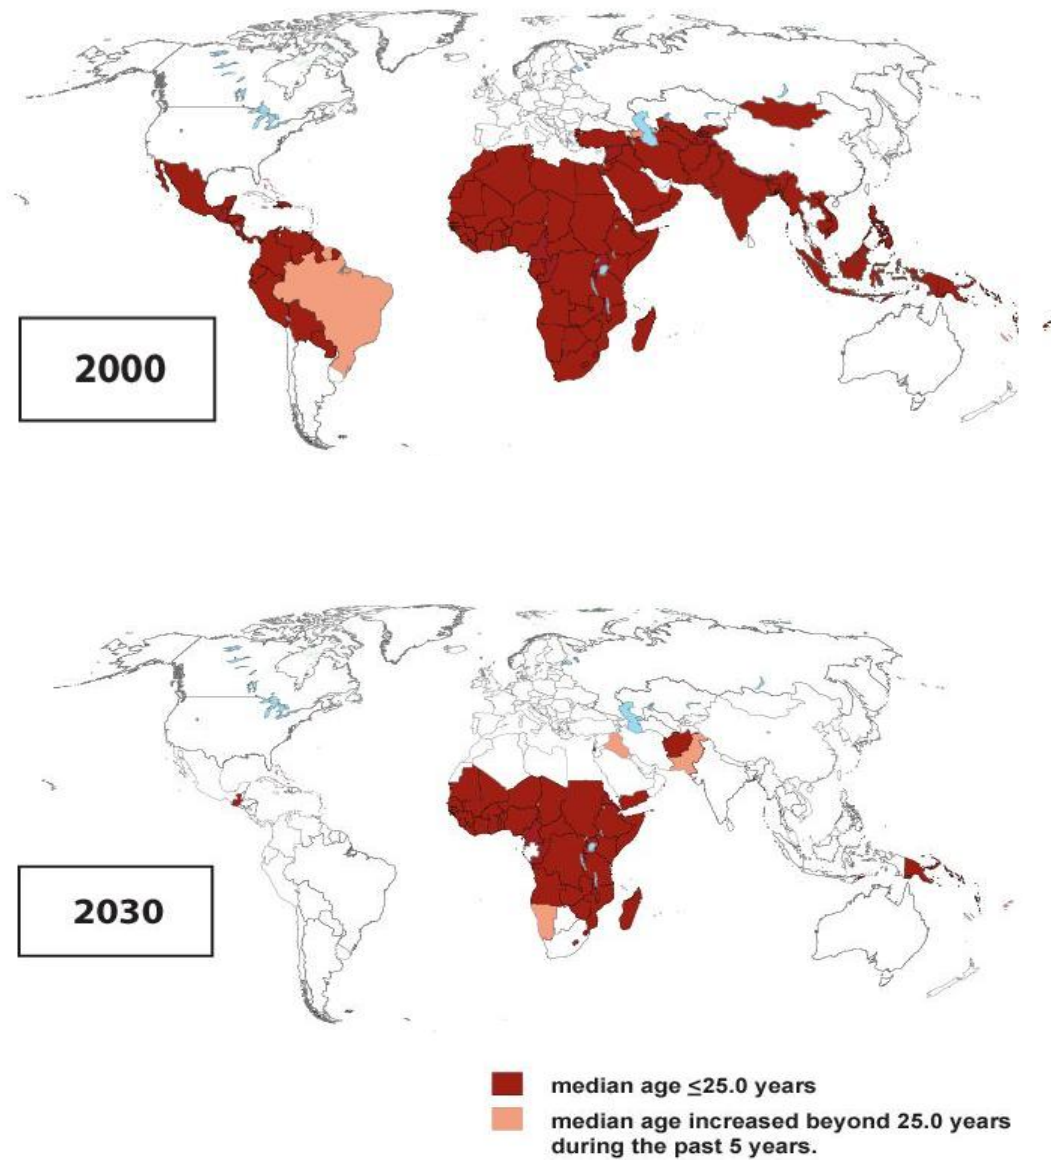 2000
2030
median age ≤25.0 years
median age increased beyond 25.0 years
during the past 5 years.